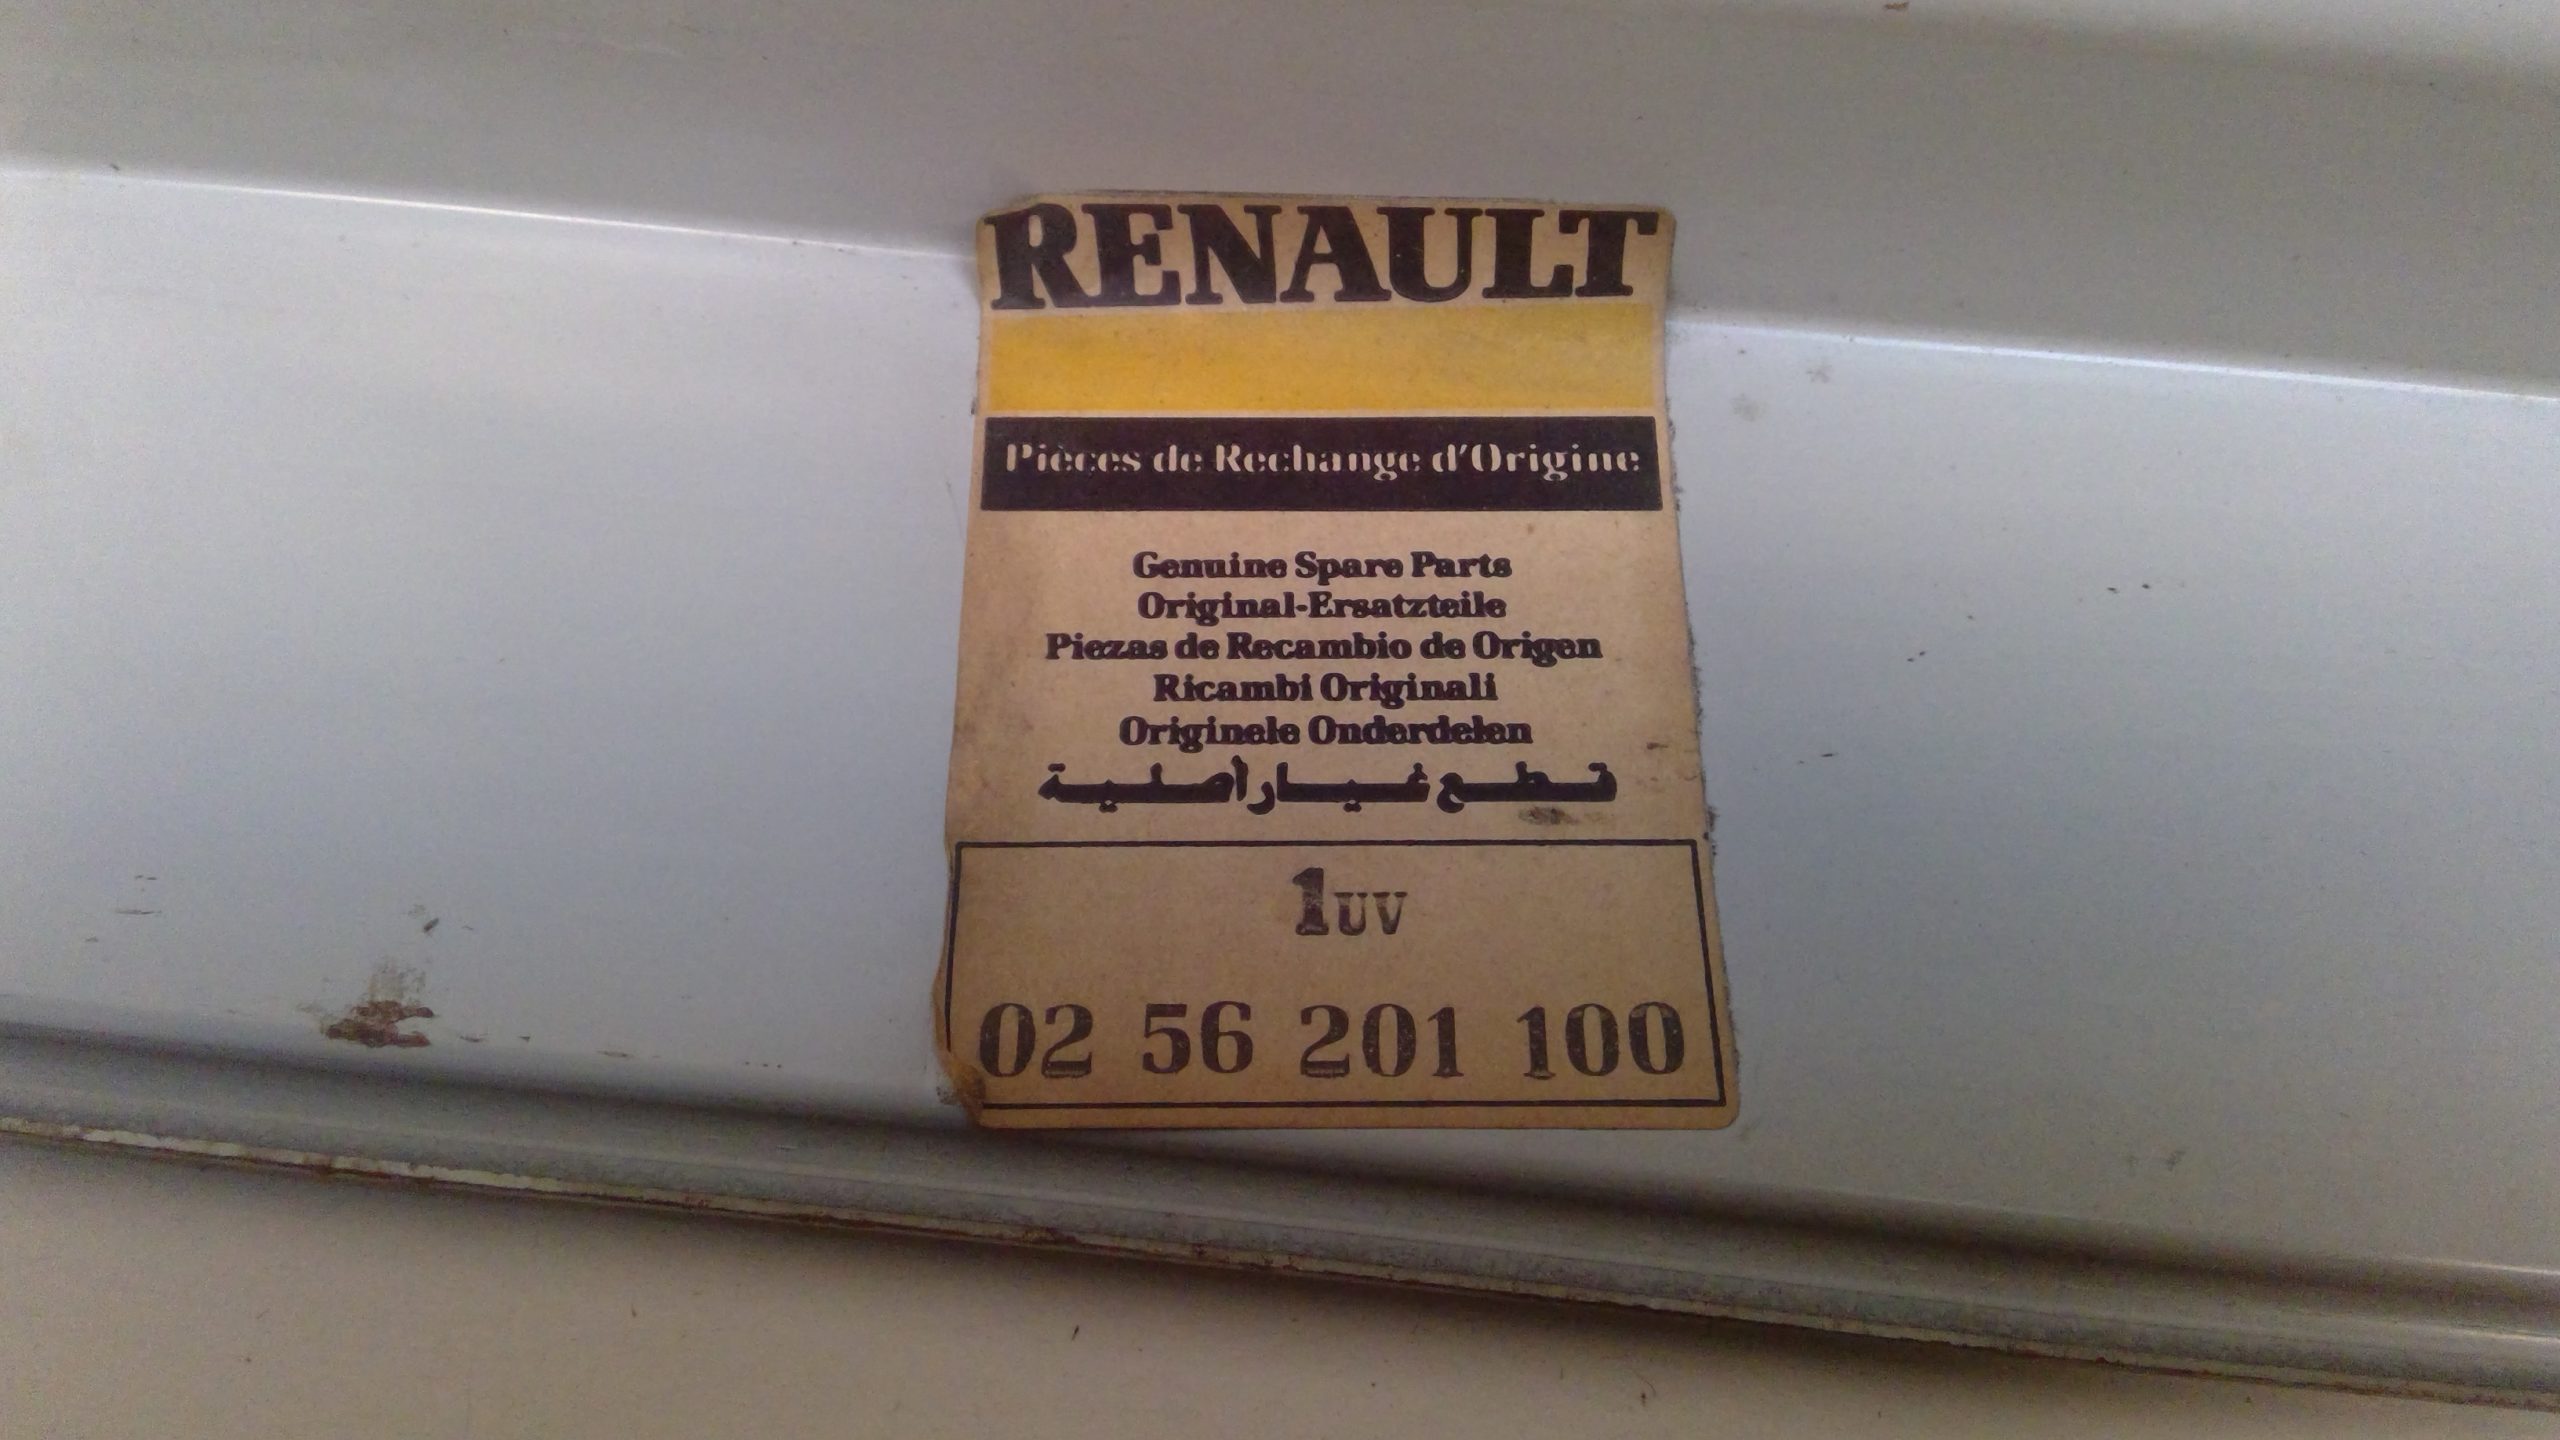 RENAULT
Pièces de Rechange d'Origine
Genuine Spare Parts
Original-Ersatzteile
Piezas de Recambio de Origen
Ricambi Originali
Originele Onderdelen
قطع غيار أصلية
1UV
02 56 201 100